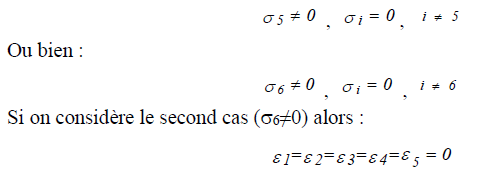 σ5 ≠ 0 , σi = 0 , i ≠ 5
Ou bien :
σ6 ≠ 0 , σi = 0 , i ≠ 6
Si on considère le second cas (σ6≠0) alors :
ε1=ε2=ε3=ε4=ε5 = 0